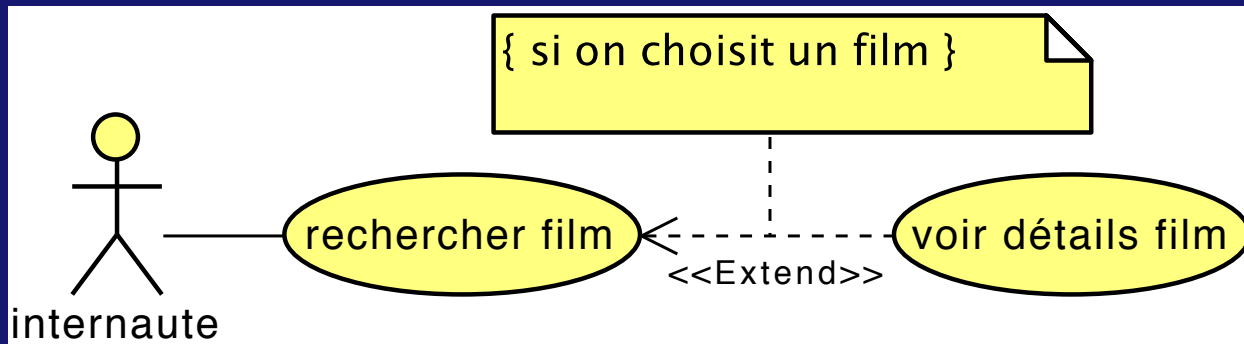 { si on choisit un film }
rechercher film
voir détails film
<<Extend>>
internaute